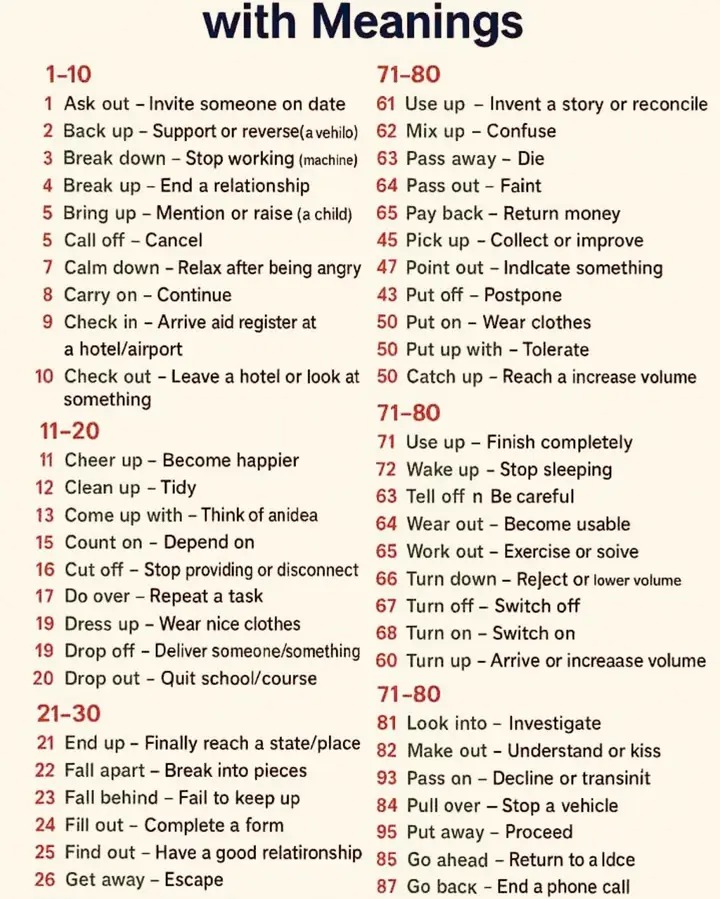 with Meanings
1–10
1 Ask out – Invite someone on date
2 Back up – Support or reverse(a vehilo)
3 Break down – Stop working (machine)
4 Break up – End a relationship
5 Bring up – Mention or raise (a child)
5 Call off – Cancel
7 Calm down – Relax after being angry
8 Carry on – Continue
9 Check in – Arrive aid register at
a hotel/airport
10 Check out – Leave a hotel or look at
something
11–20
11 Cheer up – Become happier
12 Clean up – Tidy
13 Come up with – Think of anidea
15 Count on – Depend on
16 Cut off – Stop providing or disconnect
17 Do over – Repeat a task
19 Dress up – Wear nice clothes
19 Drop off – Deliver someone/something
20 Drop out – Quit school/course
21–30
21 End up – Finally reach a state/place
22 Fall apart – Break into pieces
23 Fall behind – Fail to keep up
24 Fill out – Complete a form
25 Find out – Have a good relatironship
26 Get away – Escape
71–80
61 Use up – Invent a story or reconcile
62 Mix up – Confuse
63 Pass away – Die
64 Pass out – Faint
65 Pay back – Return money
45 Pick up – Collect or improve
47 Point out – Indlcate something
43 Put off – Postpone
50 Put on – Wear clothes
50 Put up with – Tolerate
50 Catch up – Reach a increase volume
71–80
71 Use up – Finish completely
72 Wake up – Stop sleeping
63 Tell off n Be careful
64 Wear out – Become usable
65 Work out – Exercise or soive
66 Turn down – Reject or lower volume
67 Turn off – Switch off
68 Turn on – Switch on
60 Turn up – Arrive or increaase volume
71–80
81 Look into – Investigate
82 Make out – Understand or kiss
93 Pass on – Decline or transinit
84 Pull over – Stop a vehicle
95 Put away – Proceed
85 Go ahead – Return to a ldce
87 Go back – End a phone call